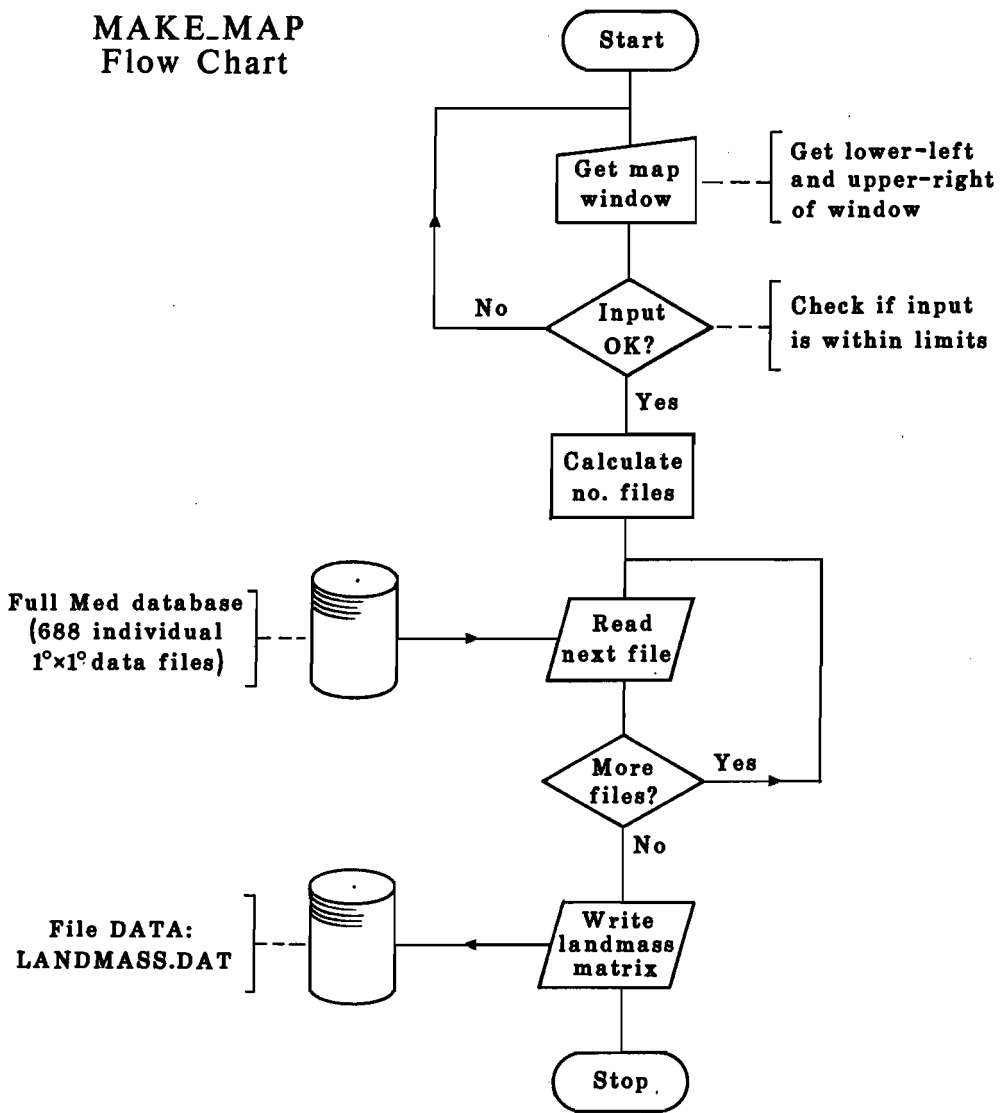 MAKE_MAP
Flow Chart
Start
Get map
window
Get lower-left
and upper-right
of window
No
Input
OK?
Check if input
is within limits
Yes
Calculate
no. files
Full Med database
(688 individual
1°×1° data files)
Read
next file
More
files?
Yes
No
File DATA:
LANDMASS.DAT
Write
landmass
matrix
Stop